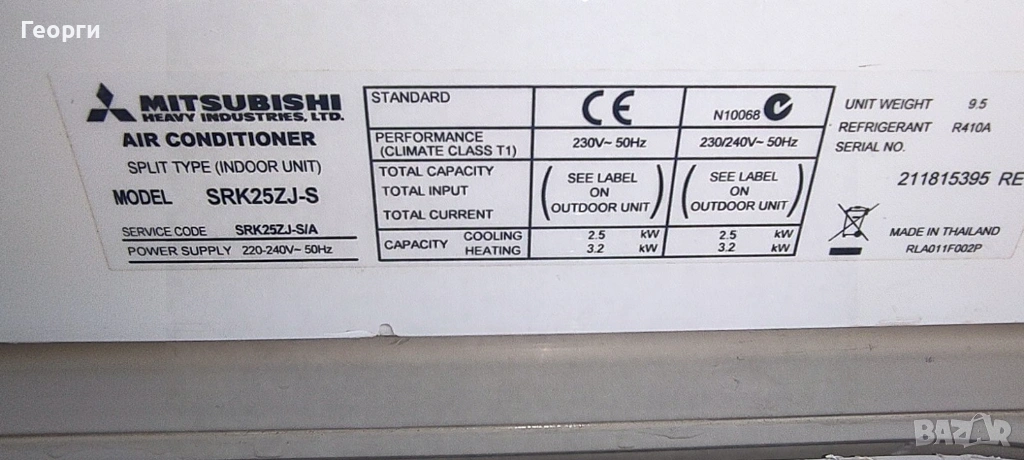 Георги
MITSUBISHI
HEAVY INDUSTRIES, LTD.
AIR CONDITIONER
SPLIT TYPE (INDOOR UNIT)
MODEL SRK25ZJ-S
SERVICE CODE SRK25ZJ-S/A
POWER SUPPLY 220-240V~ 50Hz
STANDARD CE N10068
PERFORMANCE
(CLIMATE CLASS T1) 230V~ 50Hz 230/240V~ 50Hz
TOTAL CAPACITY
TOTAL INPUT
TOTAL CURRENT
(SEE LABEL
ON
OUTDOOR UNIT)
(SEE LABEL
ON
OUTDOOR UNIT)
CAPACITY COOLING 2.5 kW 2.5 kW
HEATING 3.2 kW 3.2 kW
UNIT WEIGHT 9.5
REFRIGERANT R410A
SERIAL NO.
211815395 RE
MADE IN THAILAND
RLA011F002P
BAZAR